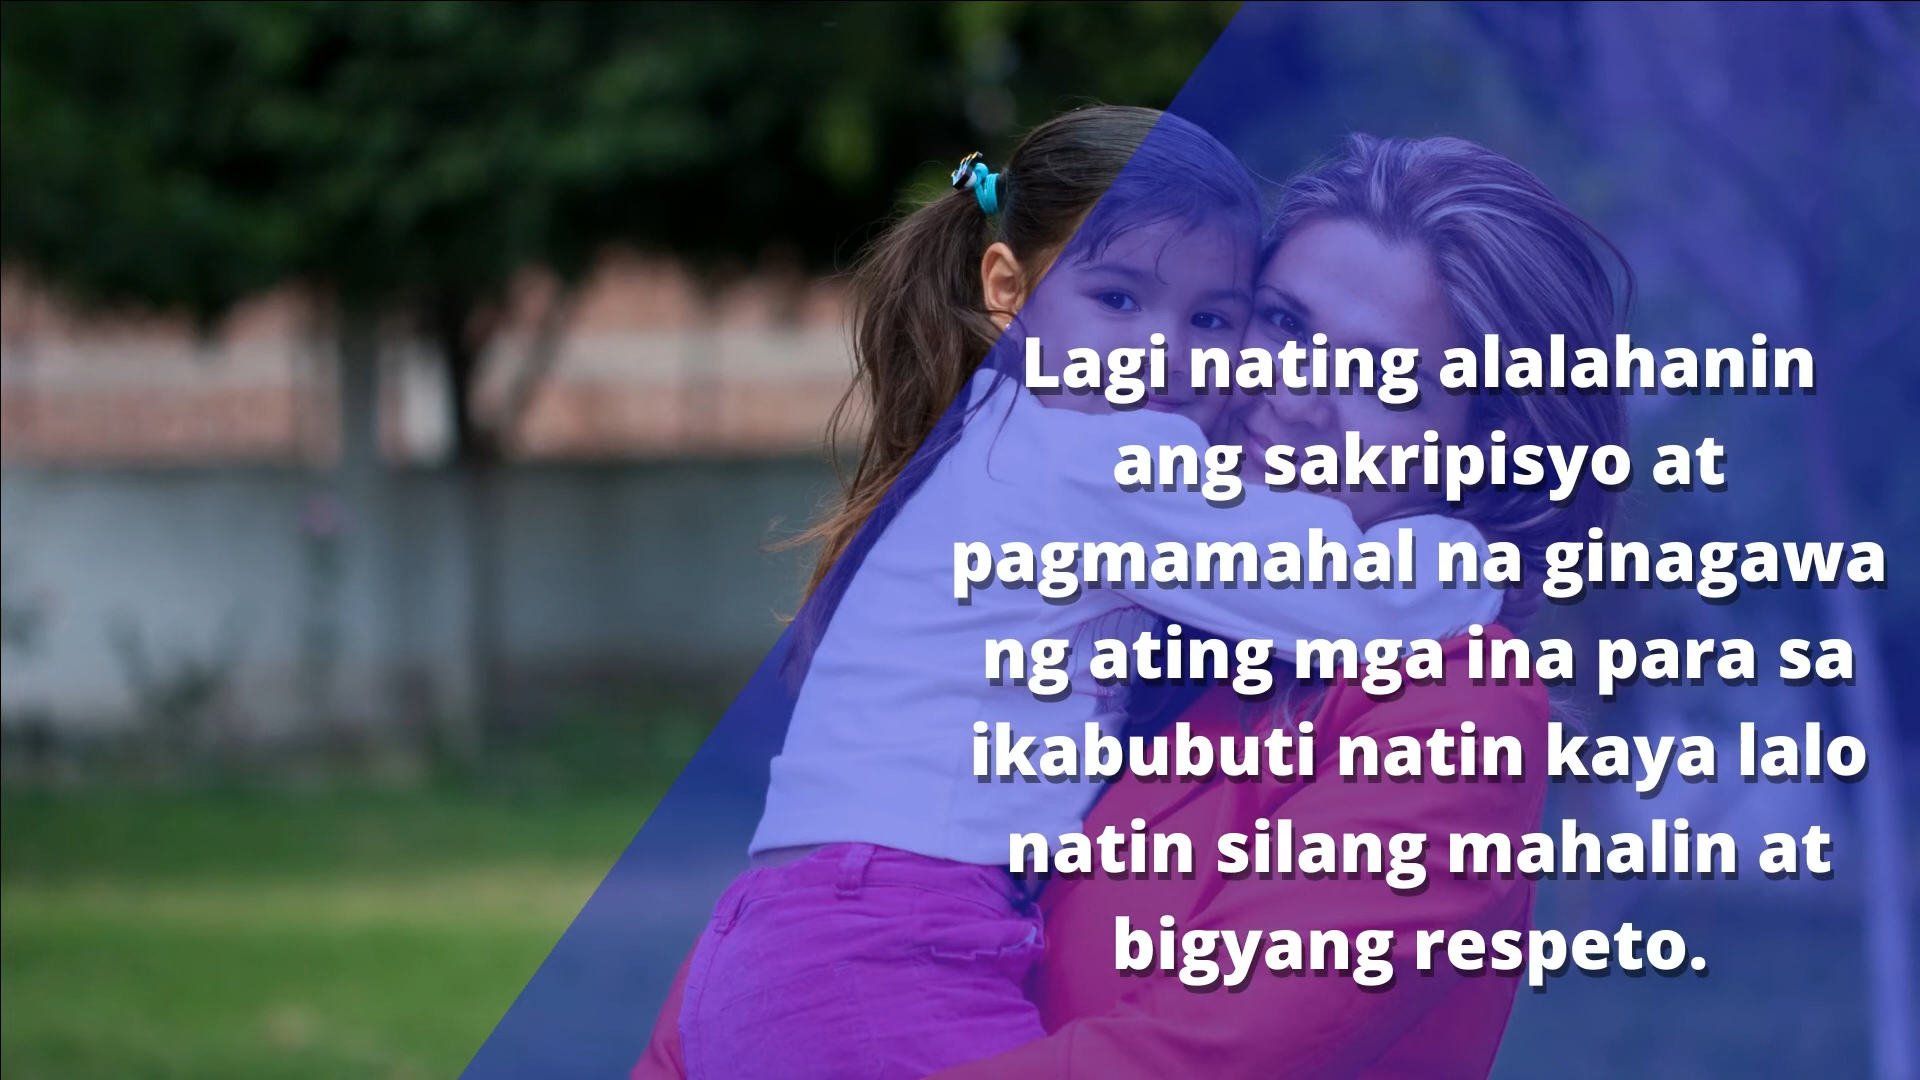 Lagi nating alalahanin
ang sakripisyo at
pagmamahal na ginagawa
ng ating mga ina para sa
ikabubuti natin kaya lalo
natin silang mahalin at
bigyang respeto.